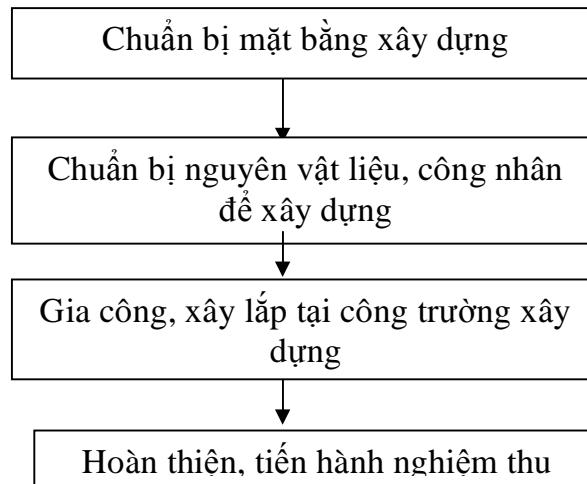 Chuẩn bị mặt bằng xây dựng
Chuẩn bị nguyên vật liệu, công nhân
để xây dựng
Gia công, xây lắp tại công trường xây
dựng
Hoàn thiện, tiến hành nghiệm thu